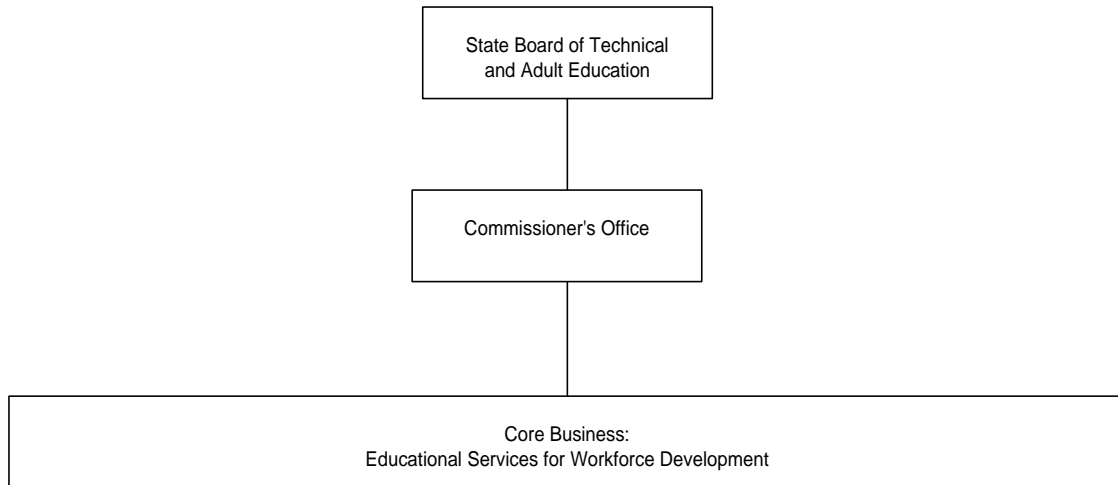 State Board of Technical
and Adult Education
Commissioner's Office
Core Business:
Educational Services for Workforce Development